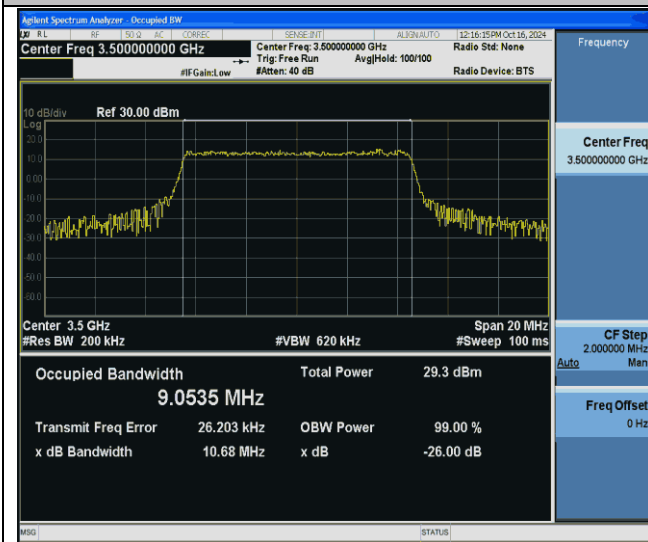 Agilent Spectrum Analyzer - Occupied BW
RL RF 50 Ω AC CORREC SENSE:INT ALIGN AUTO 12:16:15PM Oct 16, 2024
Center Freq 3.500000000 GHz
Center Freq: 3.500000000 GHz
Radio Std: None
Trig: Free Run Avg|Hold: 100/100
#IFGain:Low #Atten: 40 dB Radio Device: BTS
10 dB/div Ref 30.00 dBm
Log
20.0
10.0
0.00
-10.0
-20.0
-30.0
-40.0
-50.0
-60.0
Center 3.5 GHz Span 20 MHz
#Res BW 200 kHz #VBW 620 kHz #Sweep 100 ms
Occupied Bandwidth Total Power 29.3 dBm
9.0535 MHz
Transmit Freq Error 26.203 kHz OBW Power 99.00 %
x dB Bandwidth 10.68 MHz x dB -26.00 dB
MSG STATUS
Frequency
Center Freq
3.500000000 GHz
CF Step
2.000000 MHz
Auto Man
Freq Offset
0 Hz